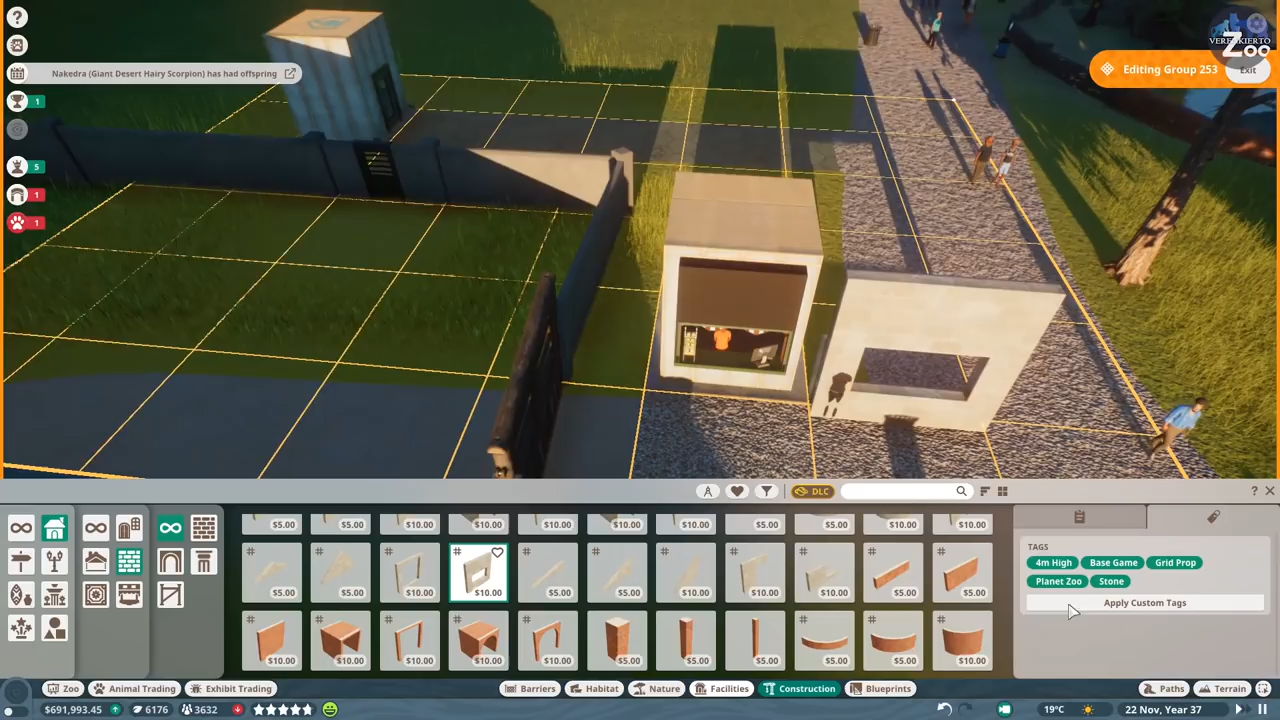 ?
VEREKKIERTO
Zoo
Editing Group 253
Exit
Nakedra (Giant Desert Hairy Scorpion) has had offspring
1
5
1
1
DLC
? ×
$5.00 $5.00 $10.00 $10.00 $10.00 $10.00 $10.00 $5.00 $5.00 $5.00 $10.00
$5.00 $5.00 $10.00 $10.00 $5.00 $5.00 $10.00 $10.00 $10.00 $5.00 $10.00
$10.00 $10.00 $10.00 $10.00 $10.00 $5.00 $5.00 $5.00 $5.00 $5.00 $10.00
TAGS
4m High Base Game Grid Prop
Planet Zoo Stone
Apply Custom Tags
Zoo Animal Trading Exhibit Trading Barriers Habitat Nature Facilities Construction Blueprints Paths Terrain
$691,993.45 6176 3632 19°C 22 Nov, Year 37